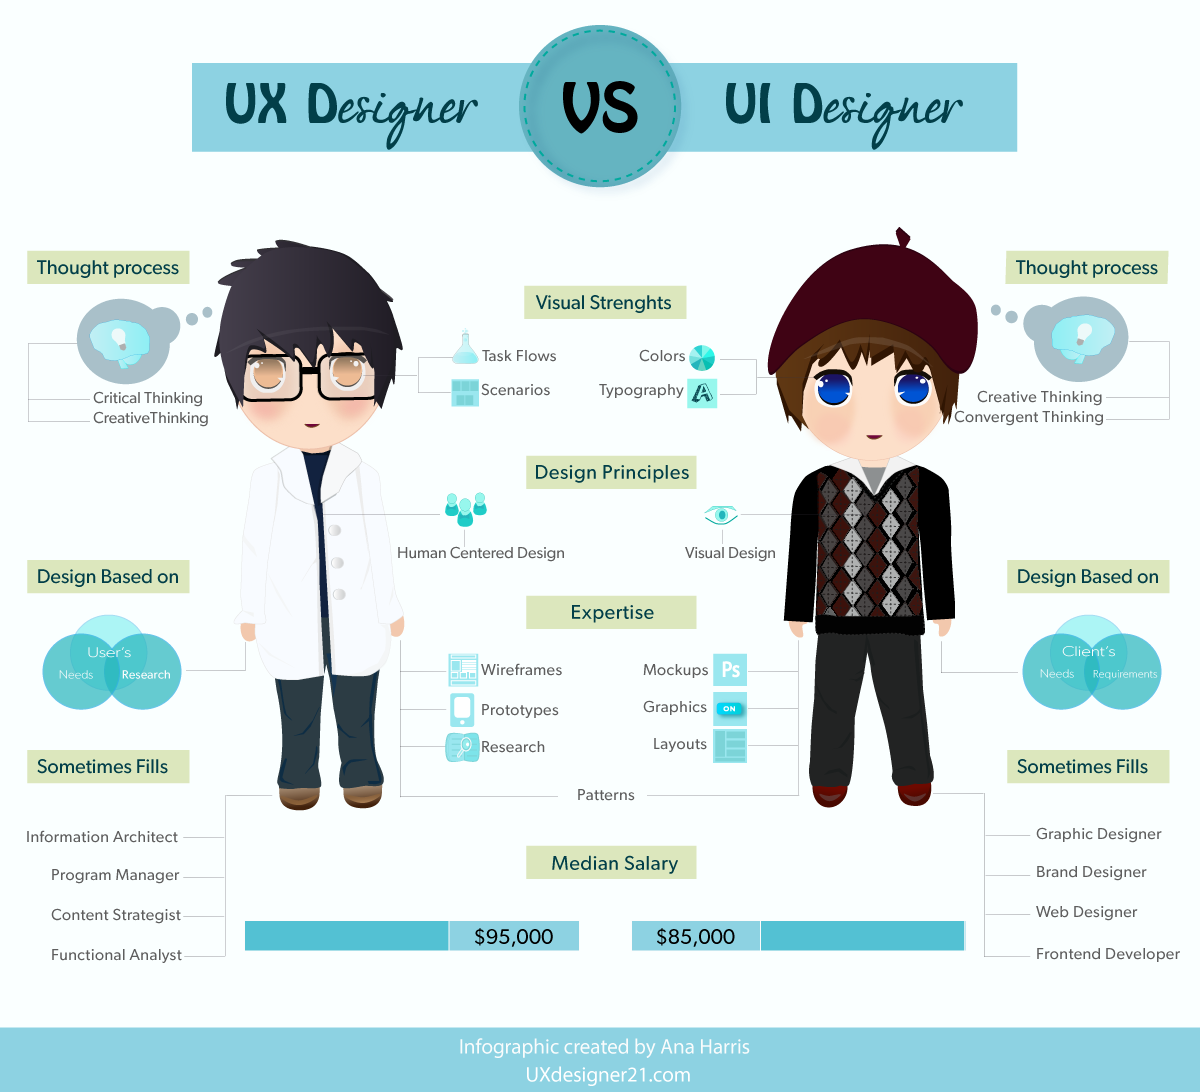 UX Designer
VS
UI Designer
Thought process
Critical Thinking
CreativeThinking
Visual Strenghts
Task Flows
Scenarios
Colors
Typography
A
Thought process
Creative Thinking
Convergent Thinking
Design Principles
Human Centered Design
Visual Design
Design Based on
User's
Needs
Research
Expertise
Wireframes
Prototypes
Research
Mockups
Ps
Graphics
ON
Layouts
Patterns
Design Based on
Client's
Needs
Requirements
Sometimes Fills
Information Architect
Program Manager
Content Strategist
Functional Analyst
Median Salary
$95,000
$85,000
Sometimes Fills
Graphic Designer
Brand Designer
Web Designer
Frontend Developer
Infographic created by Ana Harris
UXdesigner21.com